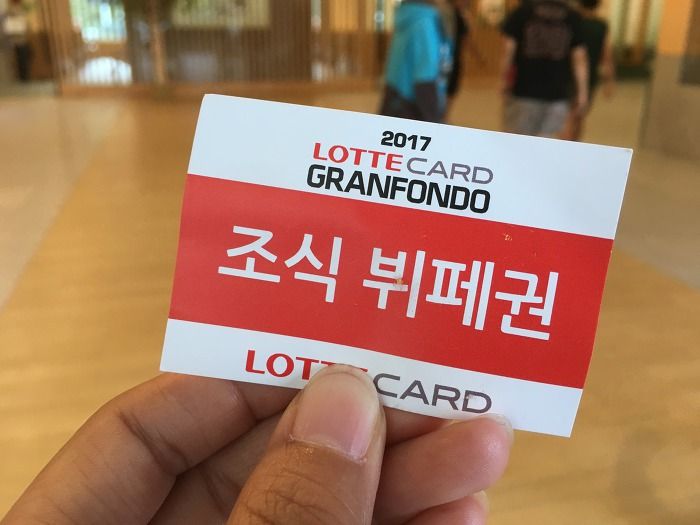 2017
LOTTE CARD
GRANFONDO
조식 뷔페권
LOTTE CARD